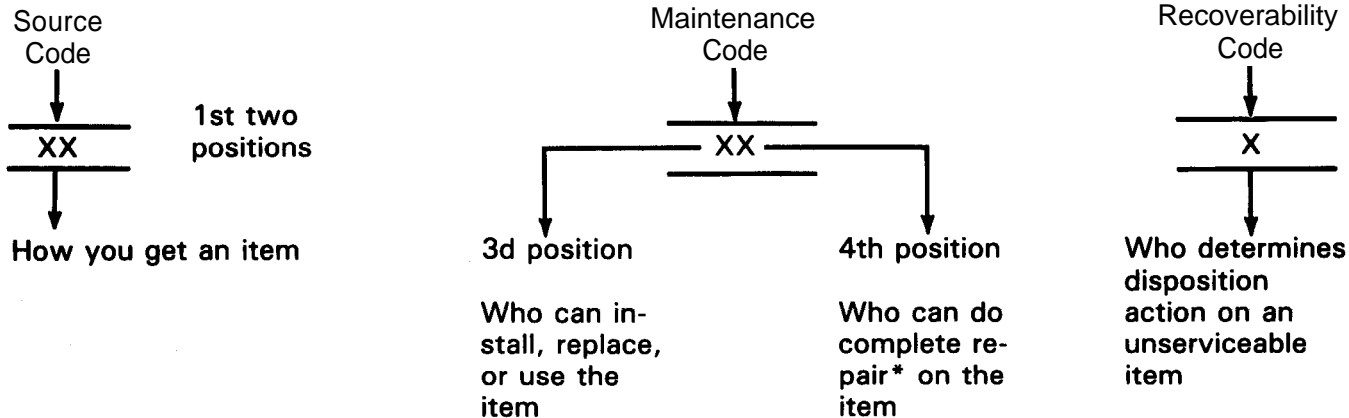 Source
Code
XX
1st two
positions
How you get an item
Maintenance
Code
XX
3d position
Who can in-
stall, replace,
or use the
item
4th position
Who can do
complete re-
pair* on the
item
Recoverability
Code
X
Who determines
disposition
action on an
unserviceable
item